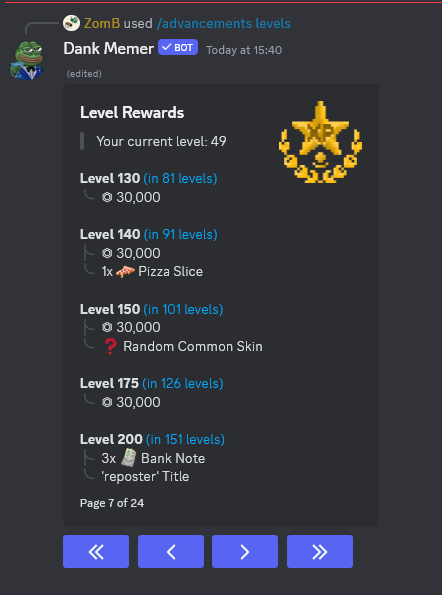 ZomB used /advancements levels
Dank Memer BOT Today at 15:40
(edited)
Level Rewards
Your current level: 49
XP
Level 130 (in 81 levels)
30,000
Level 140 (in 91 levels)
30,000
1x Pizza Slice
Level 150 (in 101 levels)
30,000
Random Common Skin
Level 175 (in 126 levels)
30,000
Level 200 (in 151 levels)
3x Bank Note
'reposter' Title
Page 7 of 24